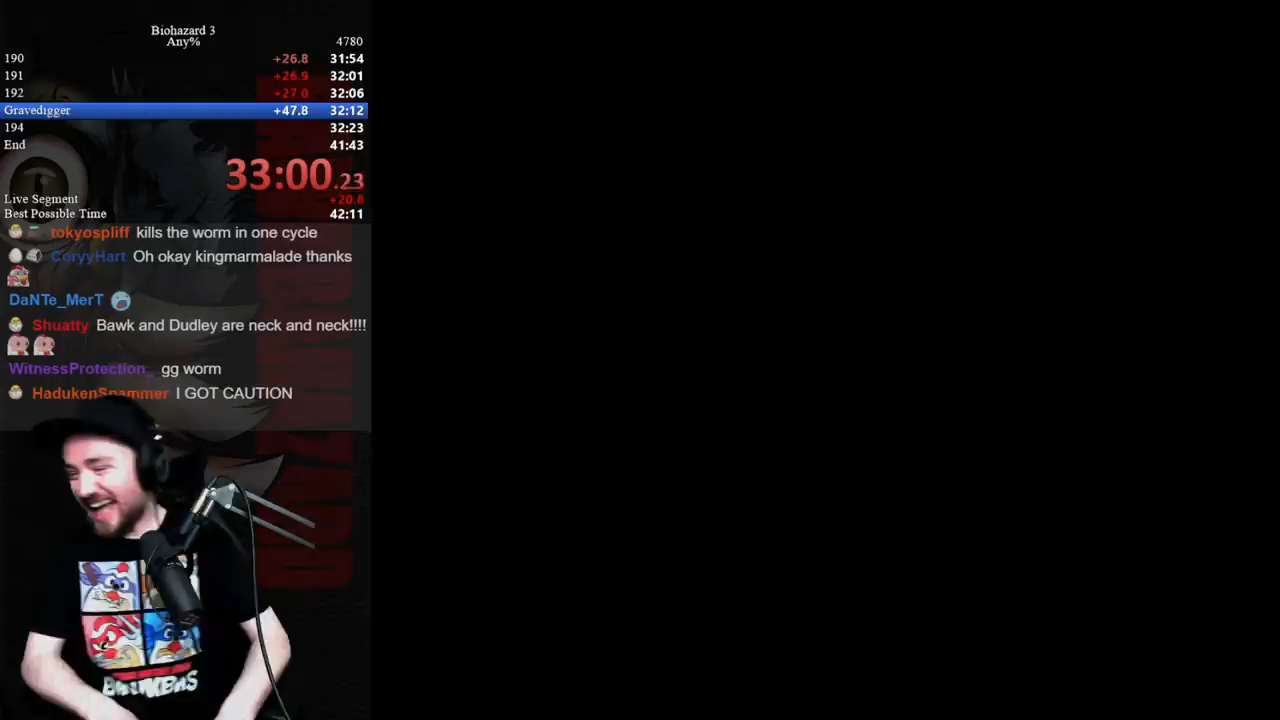 Biohazard 3
Any%
4780
190 +26.8 31:54
191 +26.9 32:01
192 +27.0 32:06
Gravedigger +47.8 32:12
194 32:23
End 41:43
33:00.23
Live Segment +20.8
Best Possible Time 42:11
tokyospliff kills the worm in one cycle
CoryyHart Oh okay kingmarmalade thanks
DaNTe_MerT
Shuatty Bawk and Dudley are neck and neck!!!!
WitnessProtection_ gg worm
HadukenSpammer I GOT CAUTION